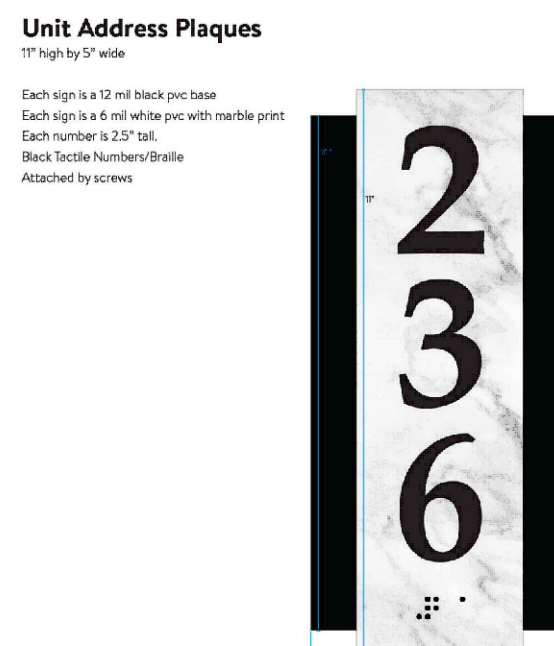 Unit Address Plaques
11" high by 5" wide
Each sign is a 12 mil black pvc base
Each sign is a 6 mil white pvc with marble print
Each number is 2.5" tall.
Black Tactile Numbers/Braille
Attached by screws
11"
2
3
6